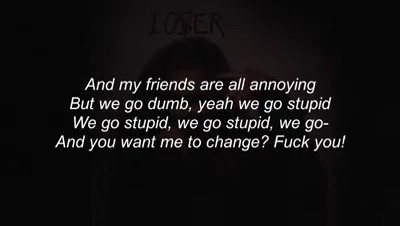 LOSER
And my friends are all annoying
But we go dumb, yeah we go stupid
We go stupid, we go stupid, we go-
And you want me to change? Fuck you!